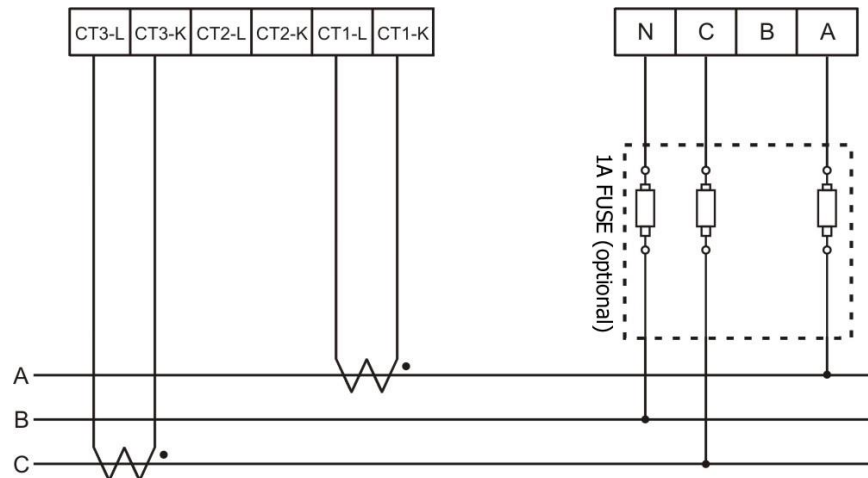 CT3-L CT3-K CT2-L CT2-K CT1-L CT1-K
N C B A
1A FUSE (optional)
A
B
C